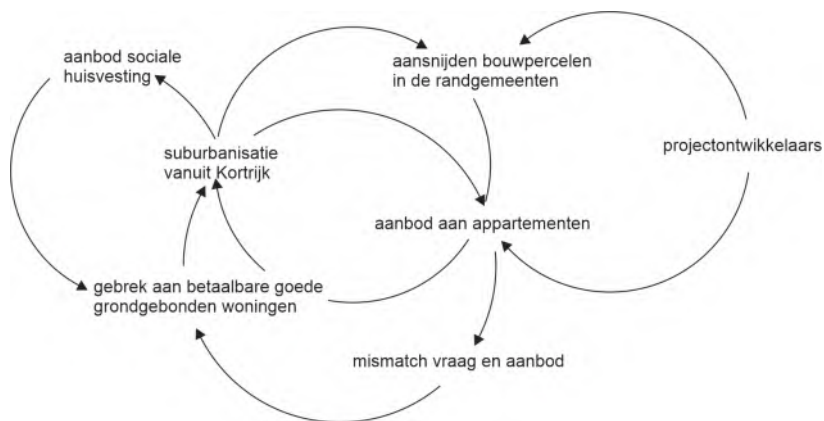 aanbod sociale
huisvesting
aansnijden bouwpercelen
in de randgemeenten
suburbanisatie
vanuit Kortrijk
projectontwikkelaars
aanbod aan appartementen
gebrek aan betaalbare goede
grondgebonden woningen
mismatch vraag en aanbod